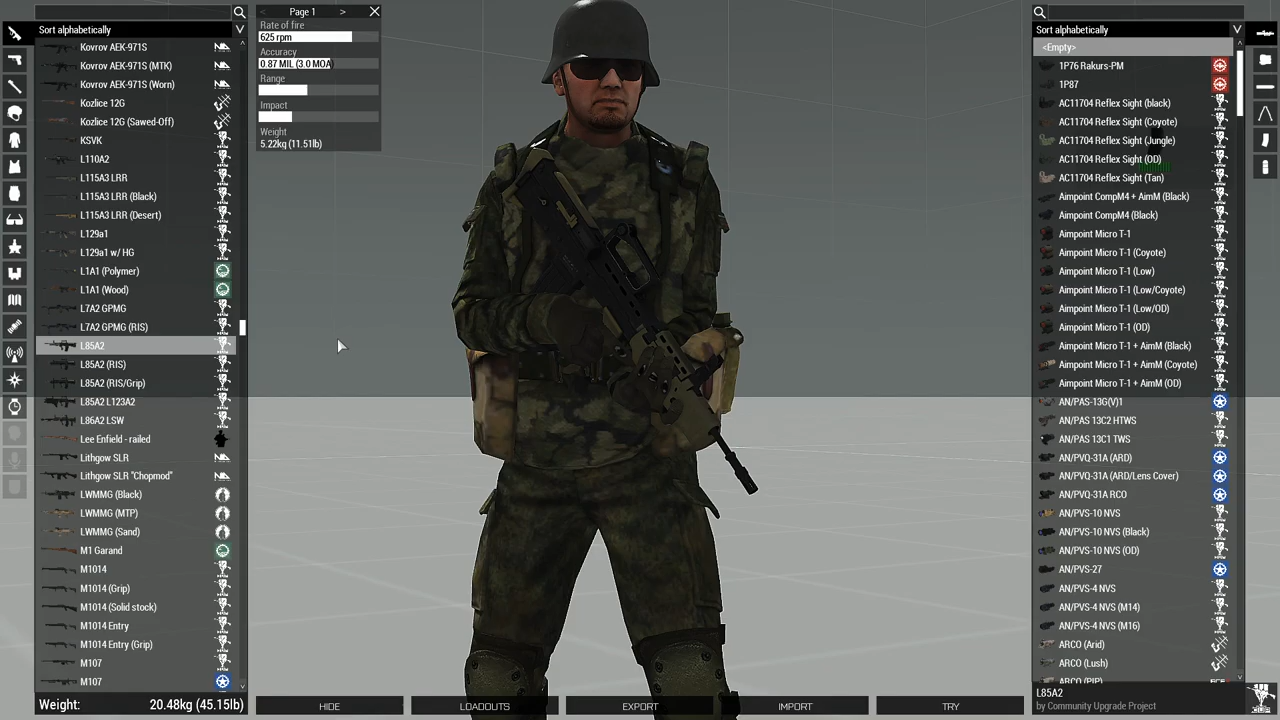 Sort alphabetically
Kovrov AEK-971S
Kovrov AEK-971S (MTK)
Kovrov AEK-971S (Worn)
Kozlice 12G
Kozlice 12G (Sawed-Off)
KSVK
L110A2
L115A3 LRR
L115A3 LRR (Black)
L115A3 LRR (Desert)
L129a1
L129a1 w/ HG
L1A1 (Polymer)
L1A1 (Wood)
L7A2 GPMG
L7A2 GPMG (RIS)
L85A2
L85A2 (RIS)
L85A2 (RIS/Grip)
L85A2 L123A2
L86A2 LSW
Lee Enfield - railed
Lithgow SLR
Lithgow SLR "Chopmod"
LWMMG (Black)
LWMMG (MTP)
LWMMG (Sand)
M1 Garand
M1014
M1014 (Grip)
M1014 (Solid stock)
M1014 Entry
M1014 Entry (Grip)
M107
M107
Weight: 20.48kg (45.15lb)
< Page 1 >
Rate of fire
625 rpm
Accuracy
0.87 MIL (3.0 MOA)
Range
Impact
Weight
5.22kg (11.51lb)
HIDE
LOADOUTS
EXPORT
IMPORT
TRY
Sort alphabetically
<Empty>
1P76 Rakurs-PM
1P87
AC11704 Reflex Sight (black)
AC11704 Reflex Sight (Coyote)
AC11704 Reflex Sight (Jungle)
AC11704 Reflex Sight (OD)
AC11704 Reflex Sight (Tan)
Aimpoint CompM4 + AimM (Black)
Aimpoint CompM4 (Black)
Aimpoint Micro T-1
Aimpoint Micro T-1 (Coyote)
Aimpoint Micro T-1 (Low)
Aimpoint Micro T-1 (Low/Coyote)
Aimpoint Micro T-1 (Low/OD)
Aimpoint Micro T-1 (OD)
Aimpoint Micro T-1 + AimM (Black)
Aimpoint Micro T-1 + AimM (Coyote)
Aimpoint Micro T-1 + AimM (OD)
AN/PAS-13G(V)1
AN/PAS 13C2 HTWS
AN/PAS 13C1 TWS
AN/PVQ-31A (ARD)
AN/PVQ-31A (ARD/Lens Cover)
AN/PVQ-31A RCO
AN/PVS-10 NVS
AN/PVS-10 NVS (Black)
AN/PVS-10 NVS (OD)
AN/PVS-27
AN/PVS-4 NVS
AN/PVS-4 NVS (M14)
AN/PVS-4 NVS (M16)
ARCO (Arid)
ARCO (Lush)
ARCO (PIP)
L85A2
by Community Upgrade Project